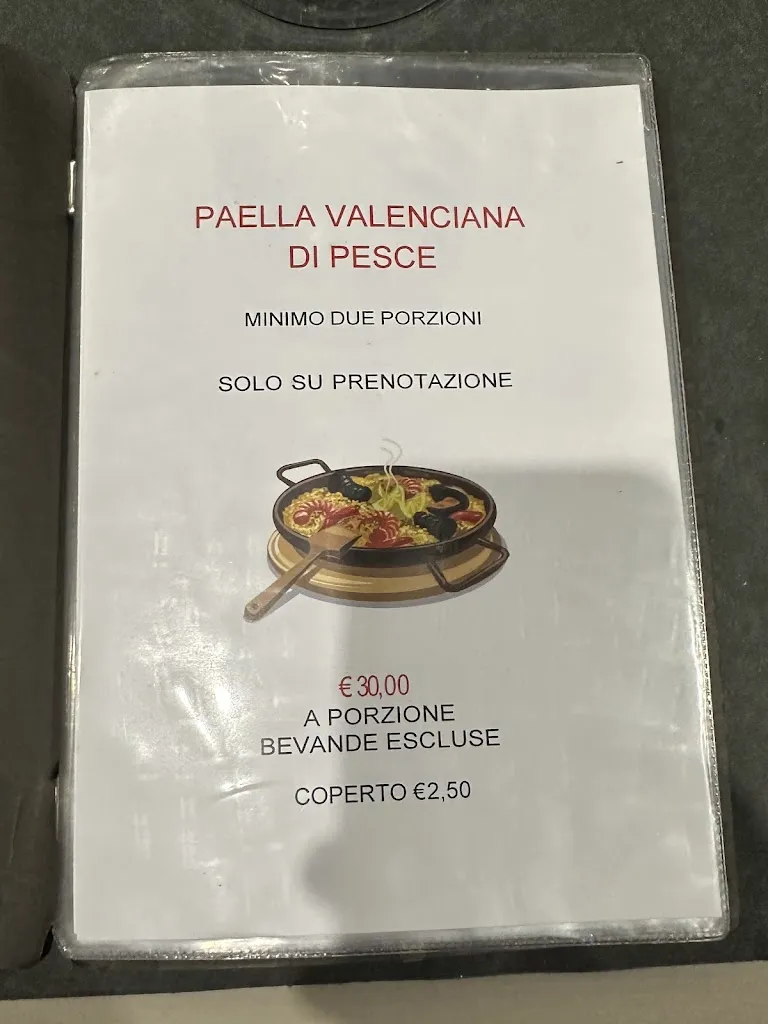 PAELLA VALENCIANA
DI PESCE
MINIMO DUE PORZIONI
SOLO SU PRENOTAZIONE
€ 30,00
A PORZIONE
BEVANDE ESCLUSE
COPERTO €2,50